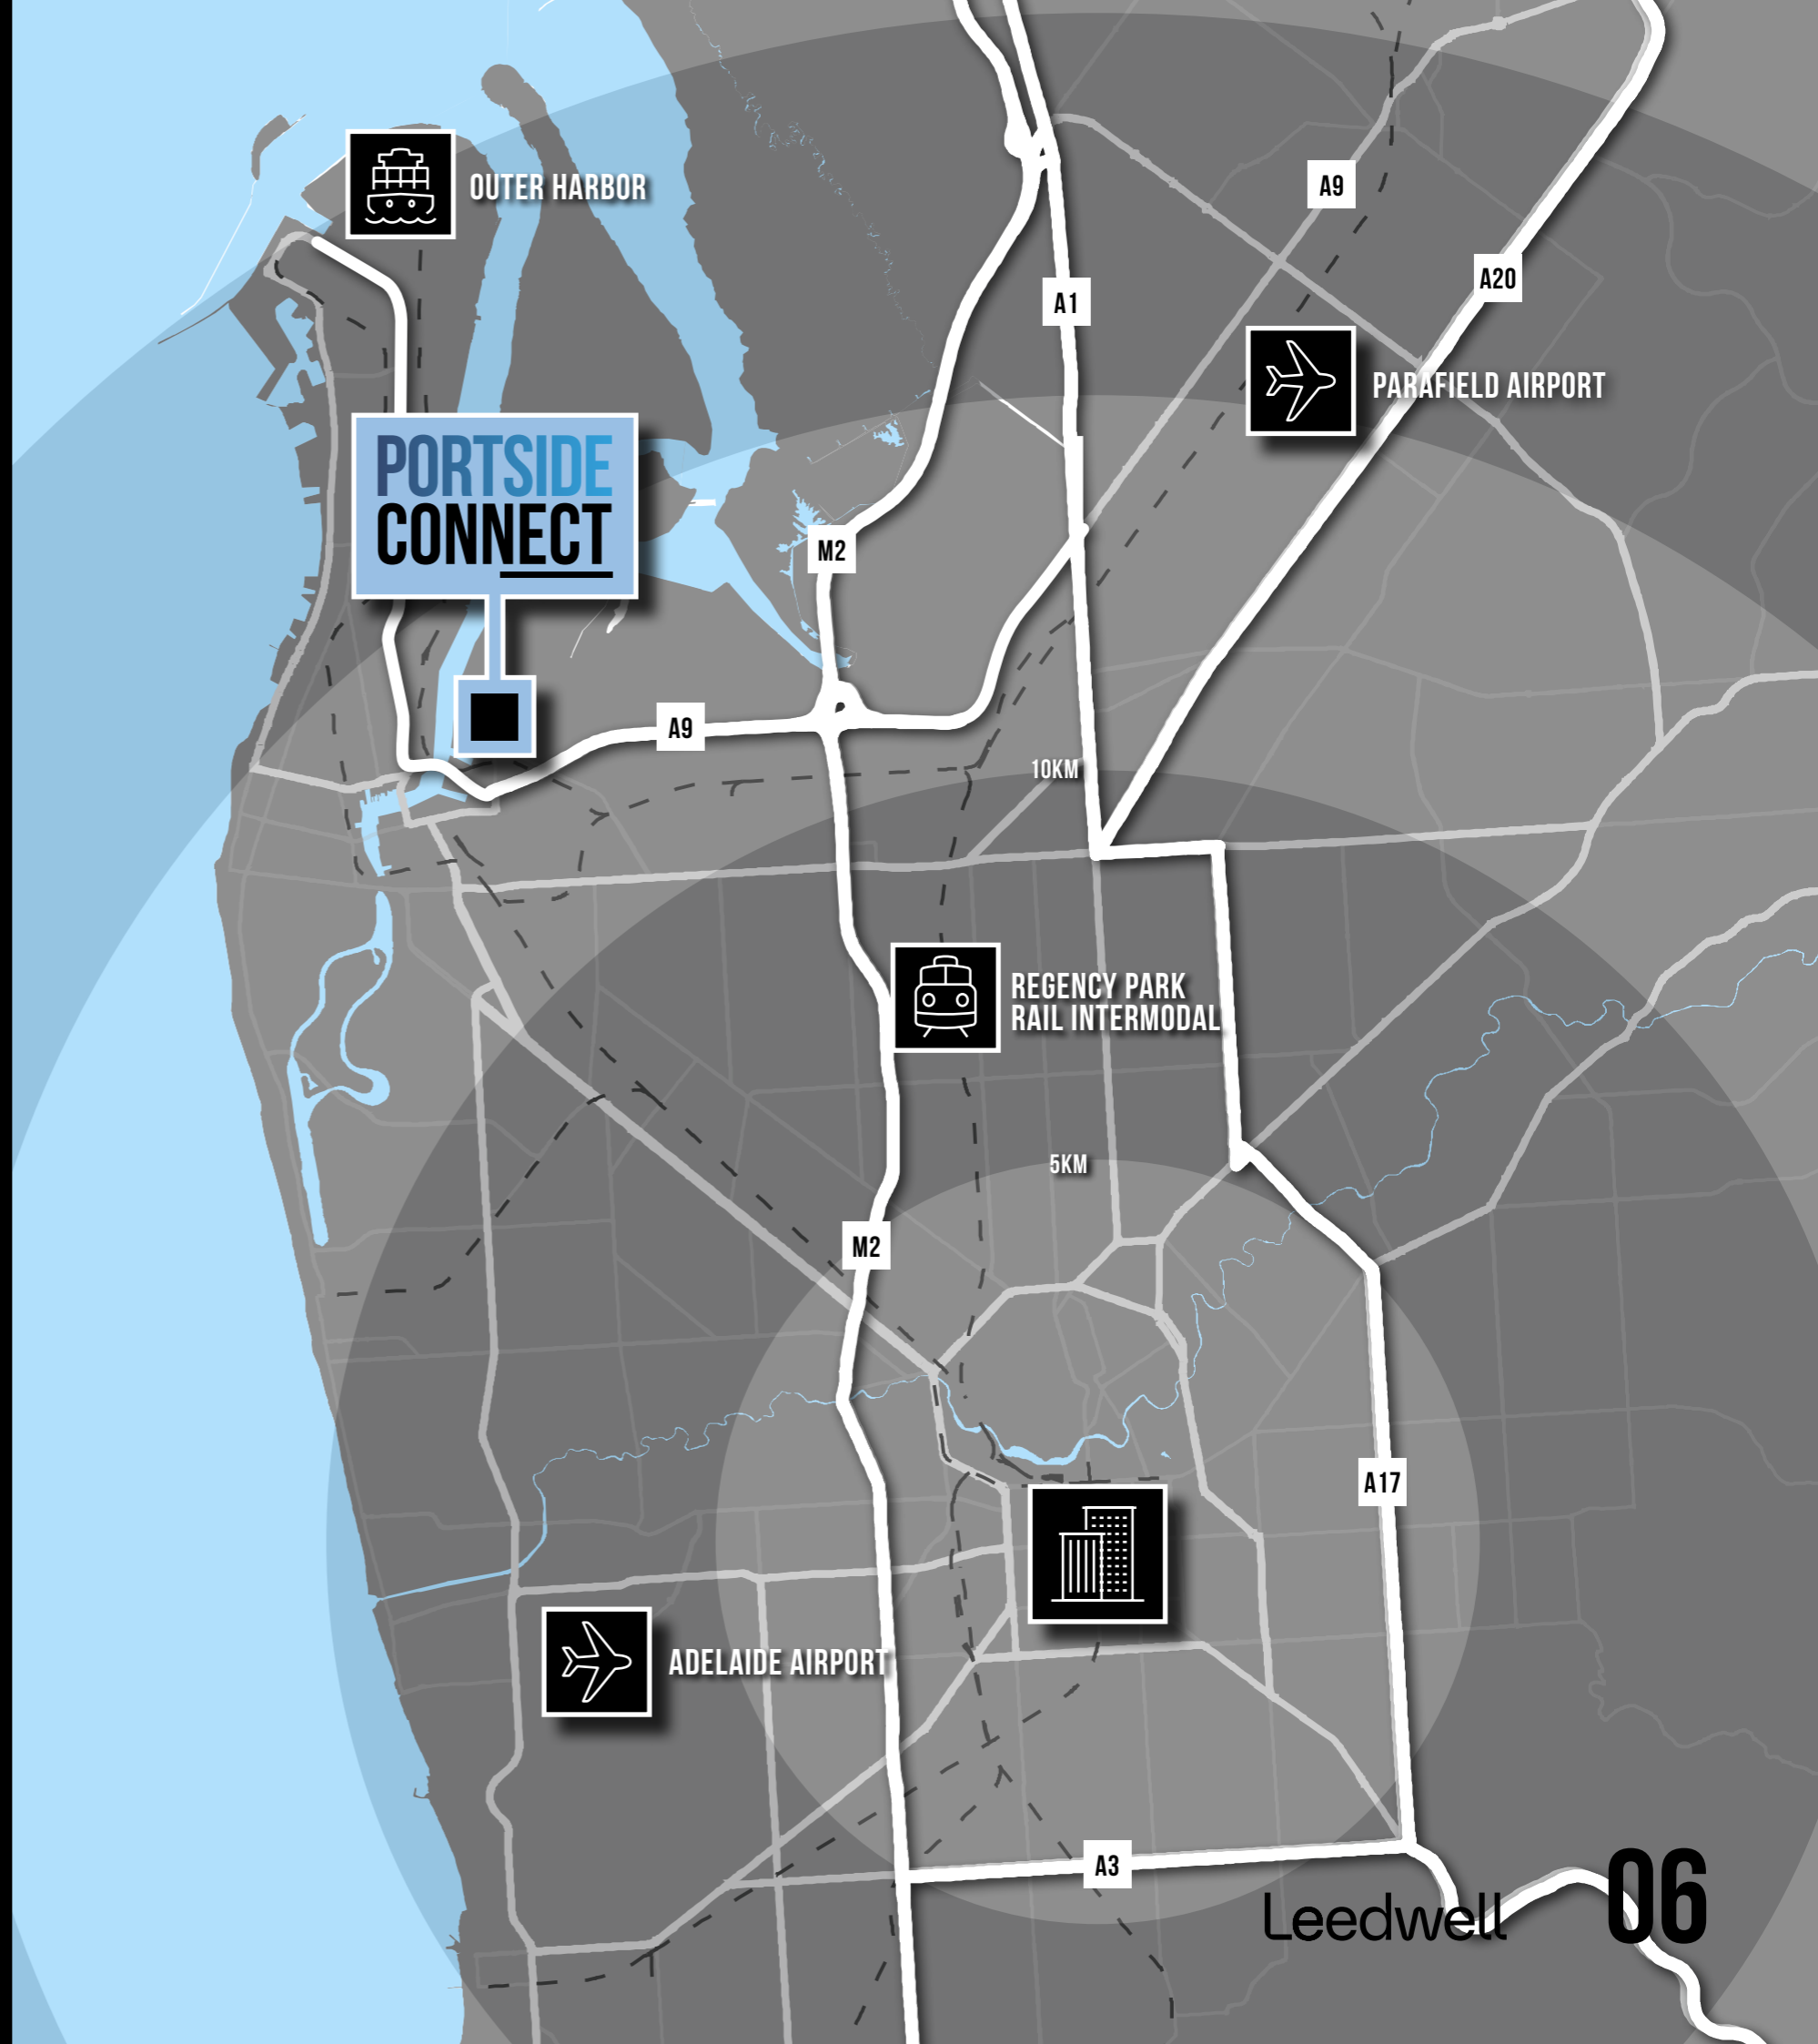 OUTER HARBOR
A9
A20
A1
PARAFIELD AIRPORT
PORTSIDE
CONNECT
M2
A9
10KM
REGENCY PARK
RAIL INTERMODAL
5KM
M2
A17
ADELAIDE AIRPORT
A3
Leedwell
06